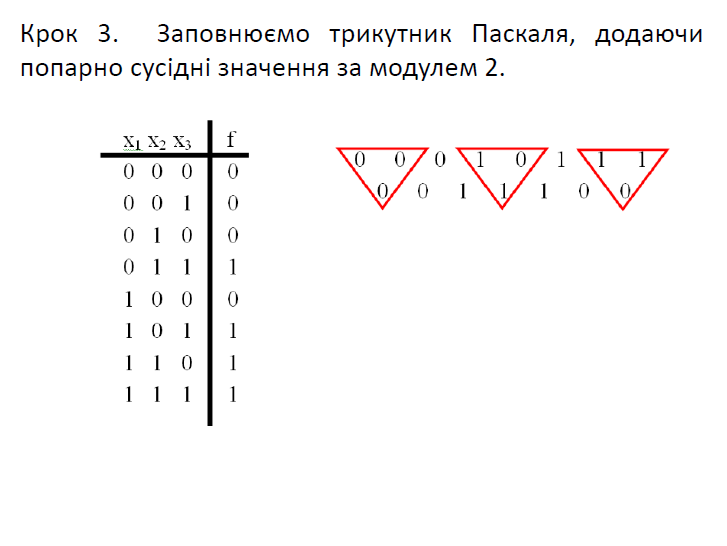 Крок 3. Заповнюємо трикутник Паскаля, додаючи
попарно сусідні значення за модулем 2.
x1 x2 x3 f
0 0 0 0
0 0 1 0
0 1 0 0
0 1 1 1
1 0 0 0
1 0 1 1
1 1 0 1
1 1 1 1
0 0 0 1 0 1 1 1
0 0 1 1 1 0 0